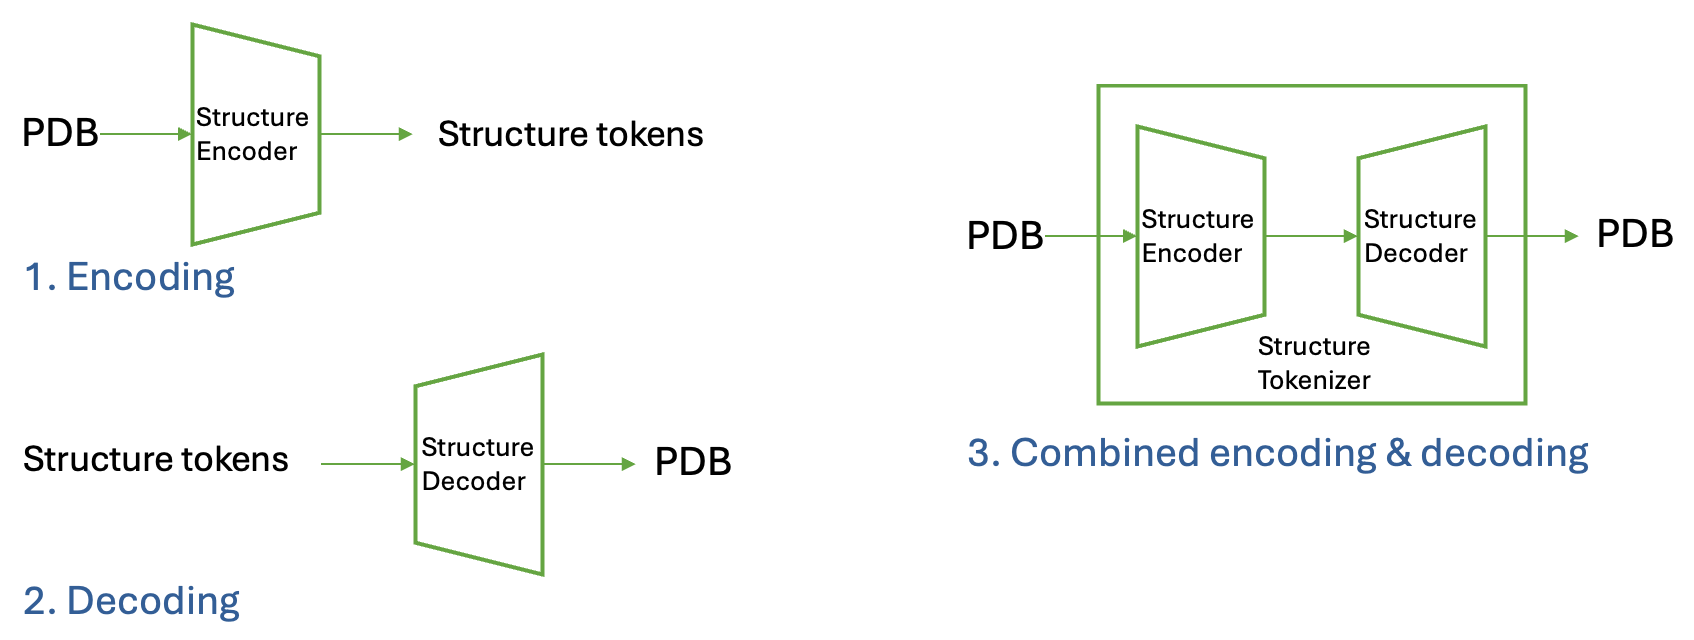 PDB
Structure
Encoder
Structure tokens
1. Encoding
Structure tokens
Structure
Decoder
PDB
2. Decoding
PDB
Structure
Encoder
Structure
Decoder
PDB
Structure
Tokenizer
3. Combined encoding & decoding